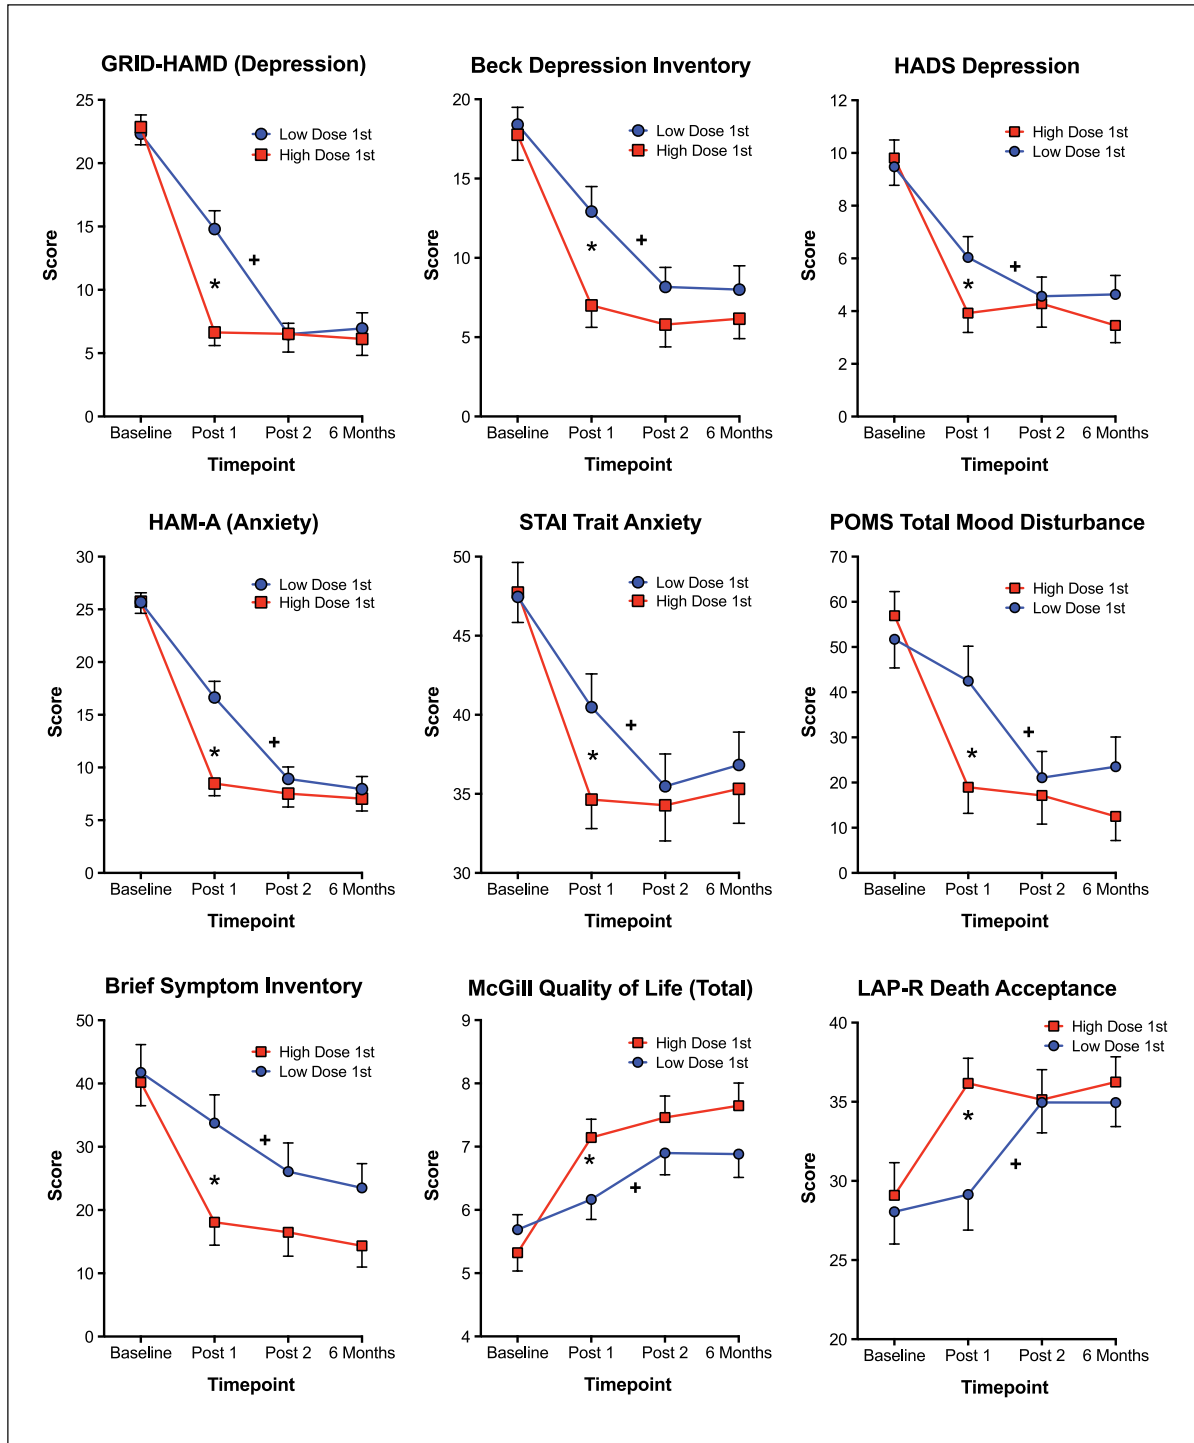 GRID-HAMD (Depression)
25
20
15
10
5
0
Score
Low Dose 1st
High Dose 1st
*
+
Baseline Post 1 Post 2 6 Months
Timepoint
Beck Depression Inventory
20
15
10
5
0
Score
Low Dose 1st
High Dose 1st
*
+
Baseline Post 1 Post 2 6 Months
Timepoint
HADS Depression
12
10
8
6
4
2
0
Score
High Dose 1st
Low Dose 1st
*
+
Baseline Post 1 Post 2 6 Months
Timepoint
HAM-A (Anxiety)
30
25
20
15
10
5
0
Score
Low Dose 1st
High Dose 1st
*
+
Baseline Post 1 Post 2 6 Months
Timepoint
STAI Trait Anxiety
50
45
40
35
30
Score
Low Dose 1st
High Dose 1st
*
+
Baseline Post 1 Post 2 6 Months
Timepoint
POMS Total Mood Disturbance
70
60
50
40
30
20
10
0
Score
High Dose 1st
Low Dose 1st
*
+
Baseline Post 1 Post 2 6 Months
Timepoint
Brief Symptom Inventory
50
40
30
20
10
0
Score
High Dose 1st
Low Dose 1st
*
+
Baseline Post 1 Post 2 6 Months
Timepoint
McGill Quality of Life (Total)
9
8
7
6
5
4
Score
High Dose 1st
Low Dose 1st
*
+
Baseline Post 1 Post 2 6 Months
Timepoint
LAP-R Death Acceptance
40
35
30
25
20
Score
High Dose 1st
Low Dose 1st
*
+
Baseline Post 1 Post 2 6 Months
Timepoint